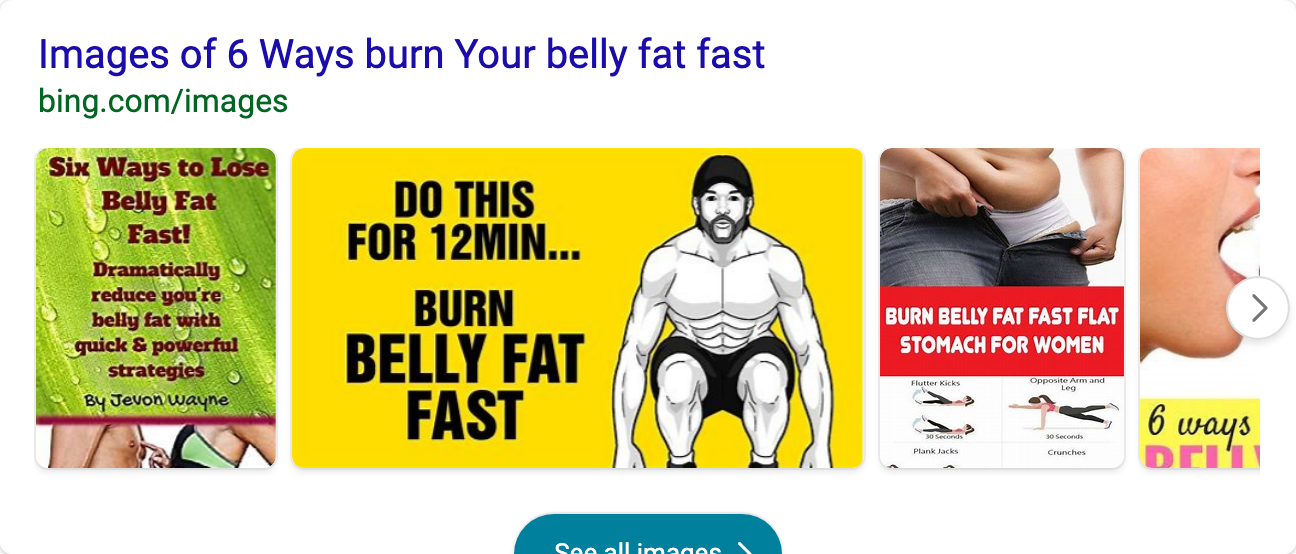 Images of 6 Ways burn Your belly fat fast
bing.com/images
Six Ways to Lose
Belly Fat
Fast!
Dramatically
reduce you're
belly fat with
quick & powerful
strategies
By Jevon Wayne
DO THIS
FOR 12MIN...
BURN
BELLY FAT
FAST
BURN BELLY FAT FAST FLAT
STOMACH FOR WOMEN
Flutter Kicks
Opposite Arm and
Leg
30 Seconds
30 Seconds
Plank Jacks
Crunches
6 ways
BELLY
See all images